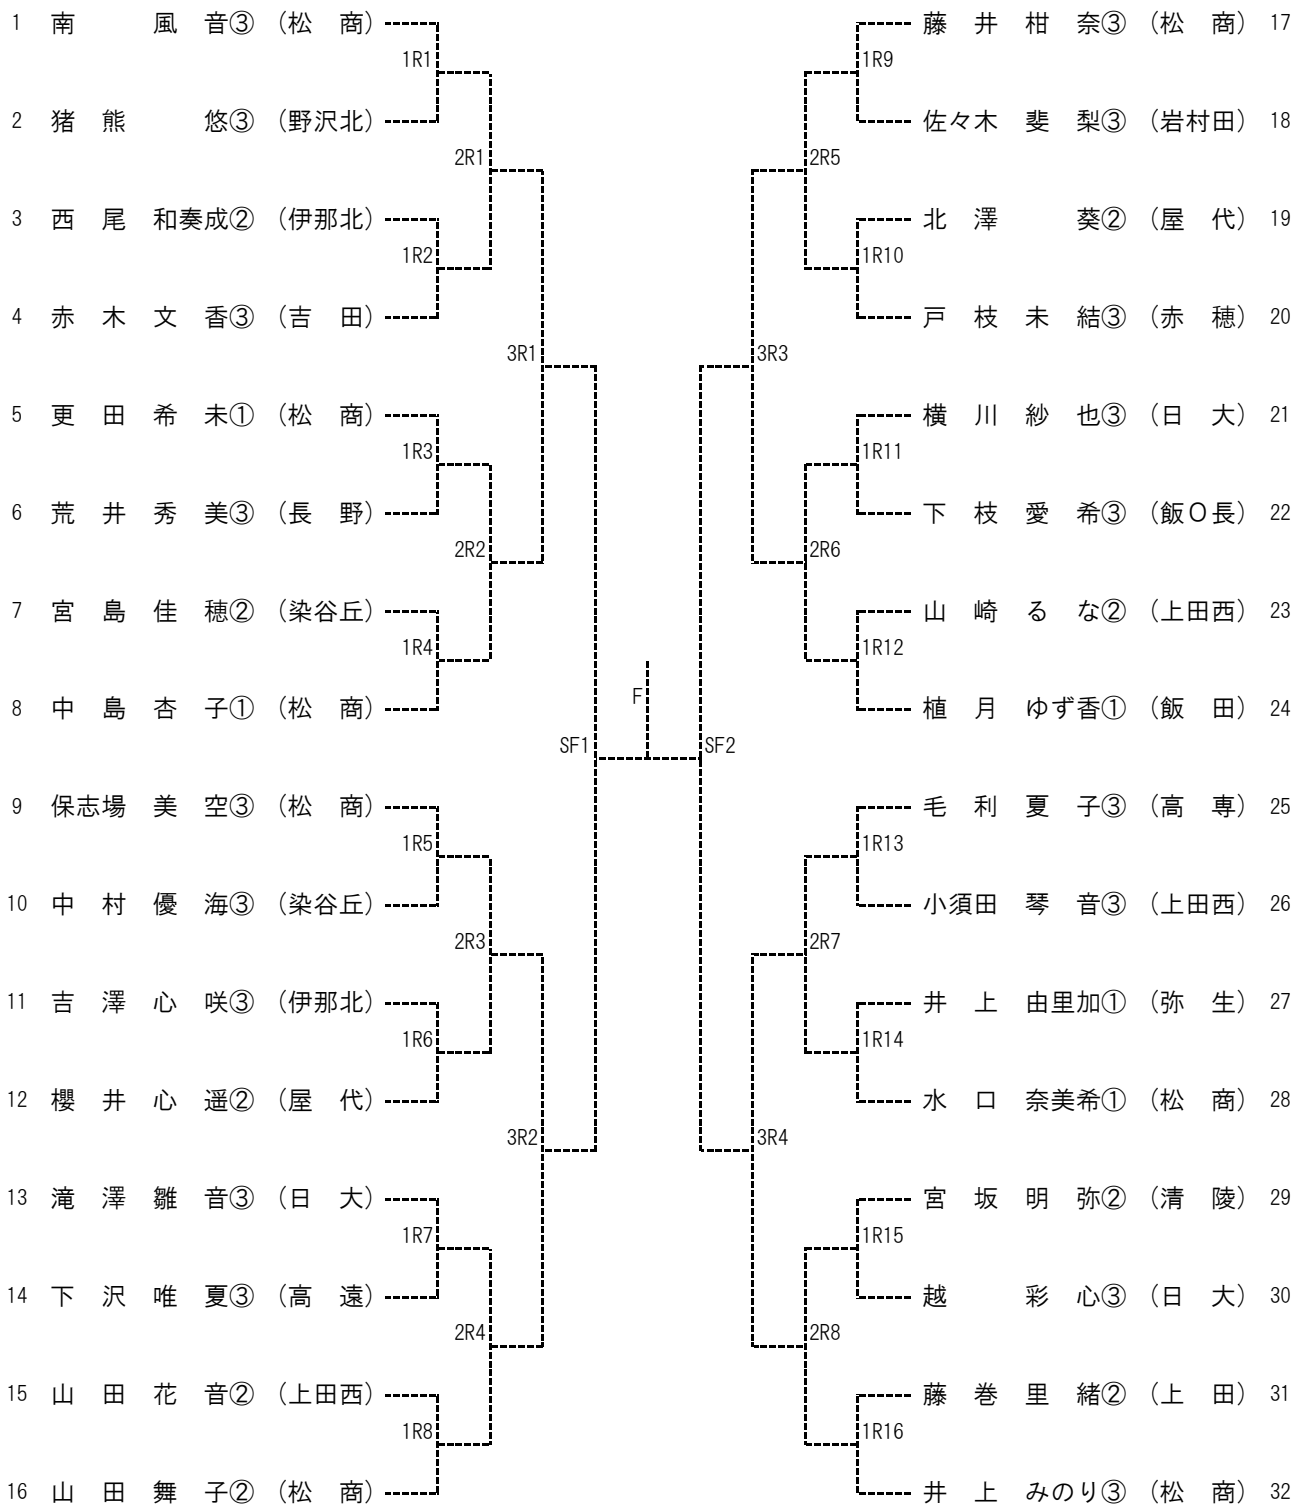 1 南 風 音③ (松 商)
1R1
2 猪 熊 悠③ (野沢北)
2R1
3 西 尾 和奏成② (伊那北)
1R2
4 赤 木 文 香③ (吉 田)
3R1
5 更 田 希 未① (松 商)
1R3
6 荒 井 秀 美③ (長 野)
2R2
7 宮 島 佳 穂② (染谷丘)
1R4
8 中 島 杏 子① (松 商)
SF1
9 保志場 美 空③ (松 商)
1R5
10 中 村 優 海③ (染谷丘)
2R3
11 吉 澤 心 咲③ (伊那北)
1R6
12 櫻 井 心 遥② (屋 代)
3R2
13 滝 澤 雛 音③ (日 大)
1R7
14 下 沢 唯 夏③ (高 遠)
2R4
15 山 田 花 音② (上田西)
1R8
16 山 田 舞 子② (松 商)
F
藤 井 柑 奈③ (松 商) 17
1R9
佐々木 斐 梨③ (岩村田) 18
2R5
北 澤 葵② (屋 代) 19
1R10
戸 枝 未 結③ (赤 穂) 20
3R3
横 川 紗 也③ (日 大) 21
1R11
下 枝 愛 希③ (飯O長) 22
2R6
山 崎 る な② (上田西) 23
1R12
植 月 ゆず香① (飯 田) 24
SF2
毛 利 夏 子③ (高 専) 25
1R13
小須田 琴 音③ (上田西) 26
2R7
井 上 由里加① (弥 生) 27
1R14
水 口 奈美希① (松 商) 28
3R4
宮 坂 明 弥② (清 陵) 29
1R15
越 彩 心③ (日 大) 30
2R8
藤 巻 里 緒② (上 田) 31
1R16
井 上 みのり③ (松 商) 32